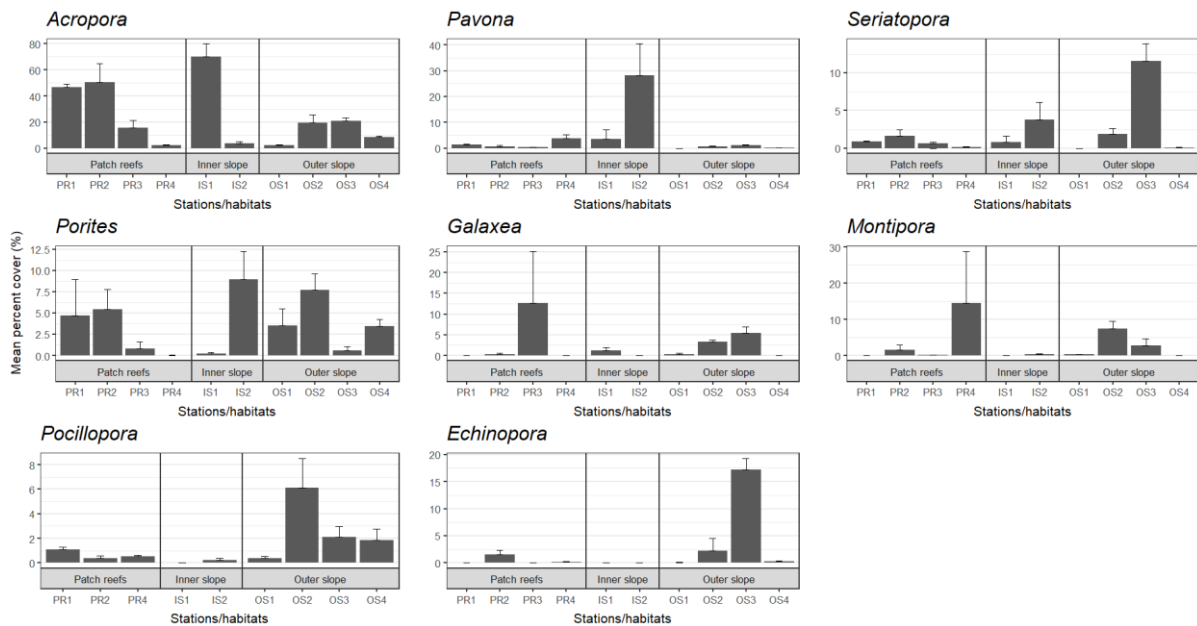 Acropora
80
60
40
20
0
Patch reefs Inner slope Outer slope
PR1 PR2 PR3 PR4 IS1 IS2 OS1 OS2 OS3 OS4
Stations/habitats
Pavona
40
30
20
10
0
Patch reefs Inner slope Outer slope
PR1 PR2 PR3 PR4 IS1 IS2 OS1 OS2 OS3 OS4
Stations/habitats
Seriatopora
10
5
0
Patch reefs Inner slope Outer slope
PR1 PR2 PR3 PR4 IS1 IS2 OS1 OS2 OS3 OS4
Stations/habitats
Mean percent cover (%)
Porites
12.5
10.0
7.5
5.0
2.5
0.0
Patch reefs Inner slope Outer slope
PR1 PR2 PR3 PR4 IS1 IS2 OS1 OS2 OS3 OS4
Stations/habitats
Galaxea
25
20
15
10
5
0
Patch reefs Inner slope Outer slope
PR1 PR2 PR3 PR4 IS1 IS2 OS1 OS2 OS3 OS4
Stations/habitats
Montipora
30
20
10
0
Patch reefs Inner slope Outer slope
PR1 PR2 PR3 PR4 IS1 IS2 OS1 OS2 OS3 OS4
Stations/habitats
Pocillopora
8
6
4
2
0
Patch reefs Inner slope Outer slope
PR1 PR2 PR4 IS1 IS2 OS1 OS2 OS3 OS4
Stations/habitats
Echinopora
20
15
10
5
0
Patch reefs Inner slope Outer slope
PR1 PR2 PR3 PR4 IS1 IS2 OS1 OS2 OS3 OS4
Stations/habitats